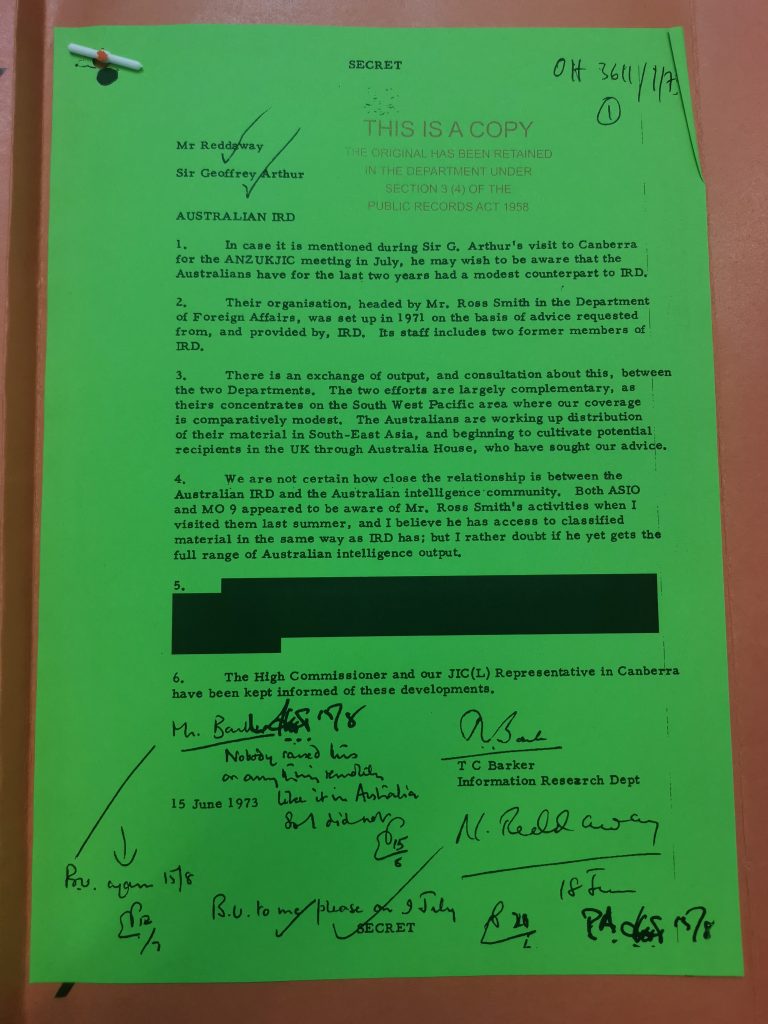 SECRET
OH 3611/1/73
1
THIS IS A COPY
THE ORIGINAL HAS BEEN RETAINED
IN THE DEPARTMENT UNDER
SECTION 3 (4) OF THE
PUBLIC RECORDS ACT 1958
Mr Reddaway
Sir Geoffrey Arthur
AUSTRALIAN IRD
1. In case it is mentioned during Sir G. Arthur's visit to Canberra
for the ANZUKJIC meeting in July, he may wish to be aware that the
Australians have for the last two years had a modest counterpart to IRD.
2. Their organisation, headed by Mr. Ross Smith in the Department
of Foreign Affairs, was set up in 1971 on the basis of advice requested
from, and provided by, IRD. Its staff includes two former members of
IRD.
3. There is an exchange of output, and consultation about this, between
the two Departments. The two efforts are largely complementary, as
theirs concentrates on the South West Pacific area where our coverage
is comparatively modest. The Australians are working up distribution
of their material in South-East Asia, and beginning to cultivate potential
recipients in the UK through Australia House, who have sought our advice.
4. We are not certain how close the relationship is between the
Australian IRD and the Australian intelligence community. Both ASIO
and MO 9 appeared to be aware of Mr. Ross Smith's activities when I
visited them last summer, and I believe he has access to classified
material in the same way as IRD has; but I rather doubt if he yet gets the
full range of Australian intelligence output.
5.
6. The High Commissioner and our JIC(L) Representative in Canberra
have been kept informed of these developments.
Mr. Barker 15/8
Nobody raised this
or anything remotely
like it in Australia
So I did not
T C Barker
Information Research Dept
15 June 1973
N. Reddaway
18 June
B.U. again 15/8
B.U. to me please on 9 July
SECRET
P.A. 15/8